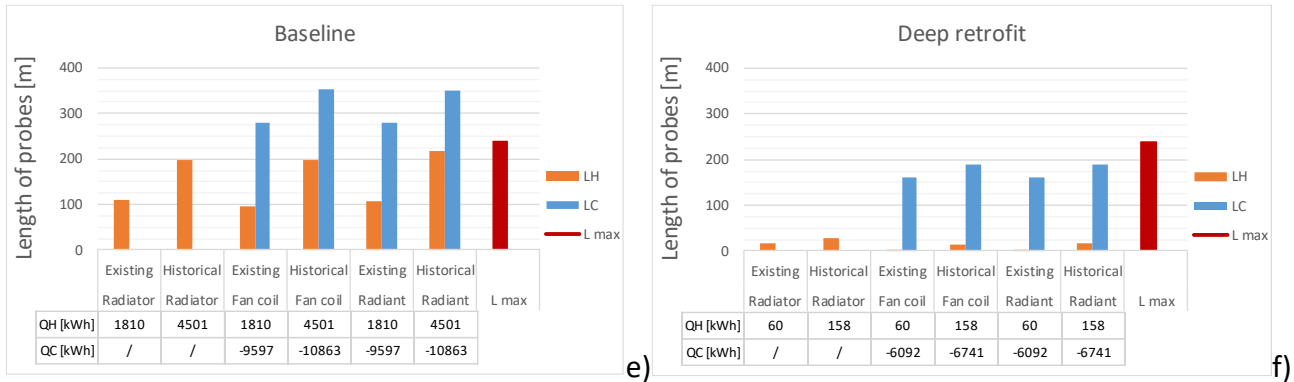 Baseline
Length of probes [m]
400
300
200
100
0
LH
LC
L max
Existing Historical Existing Historical Existing Historical
Radiator Radiator Fan coil Fan coil Radiant Radiant L max
QH [kWh] 1810 4501 1810 4501 1810 4501
QC [kWh] / / -9597 -10863 -9597 -10863
e)
Deep retrofit
Length of probes [m]
400
300
200
100
0
LH
LC
L max
Existing Historical Existing Historical Existing Historical
Radiator Radiator Fan coil Fan coil Radiant Radiant L max
QH [kWh] 60 158 60 158 60 158
QC [kWh] / / -6092 -6741 -6092 -6741
f)